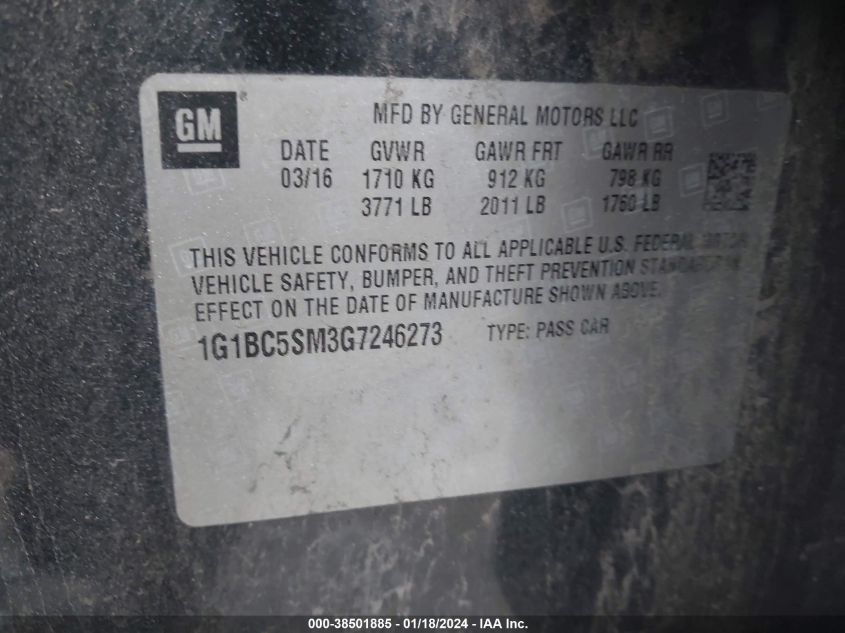 GM
MFD BY GENERAL MOTORS LLC
DATE GVWR GAWR FRT GAWR RR
03/16 1710 KG 912 KG 798 KG
3771 LB 2011 LB 1760 LB
THIS VEHICLE CONFORMS TO ALL APPLICABLE U.S. FEDERAL MOTOR
VEHICLE SAFETY, BUMPER, AND THEFT PREVENTION STANDARDS IN
EFFECT ON THE DATE OF MANUFACTURE SHOWN ABOVE.
1G1BC5SM3G7246273 TYPE: PASS CAR
000-38501885 - 01/18/2024 - IAA Inc.